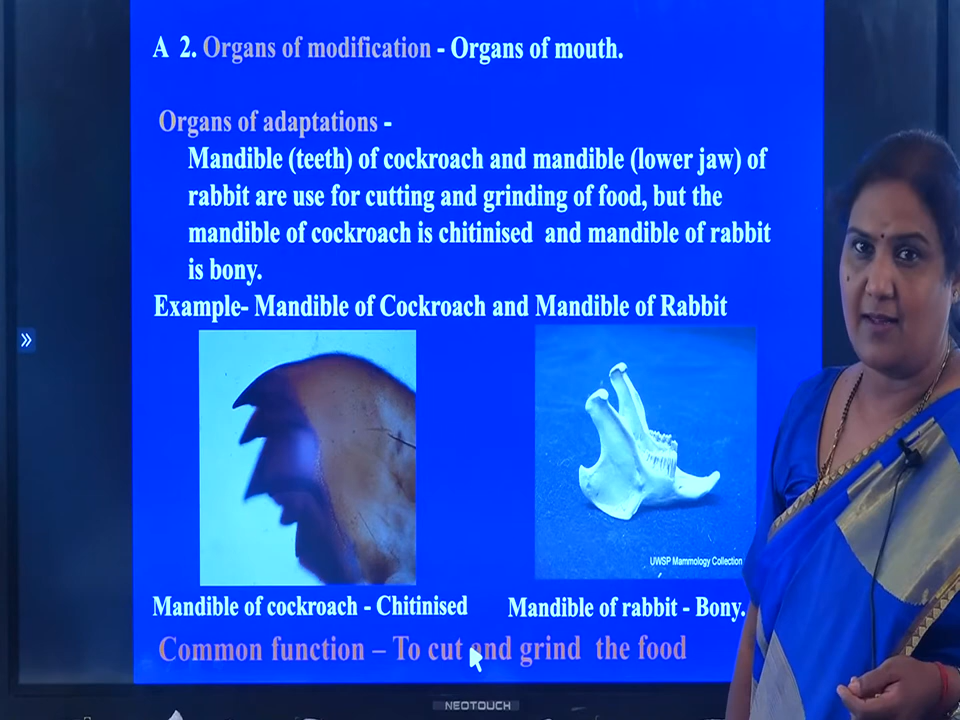 A 2. Organs of modification - Organs of mouth.
Organs of adaptations -
Mandible (teeth) of cockroach and mandible (lower jaw) of
rabbit are use for cutting and grinding of food, but the
mandible of cockroach is chitinised and mandible of rabbit
is bony.
Example- Mandible of Cockroach and Mandible of Rabbit
UWSP Mammology Collection
Mandible of cockroach - Chitinised
Mandible of rabbit - Bony.
Common function – To cut and grind the food
NEOTOUCH